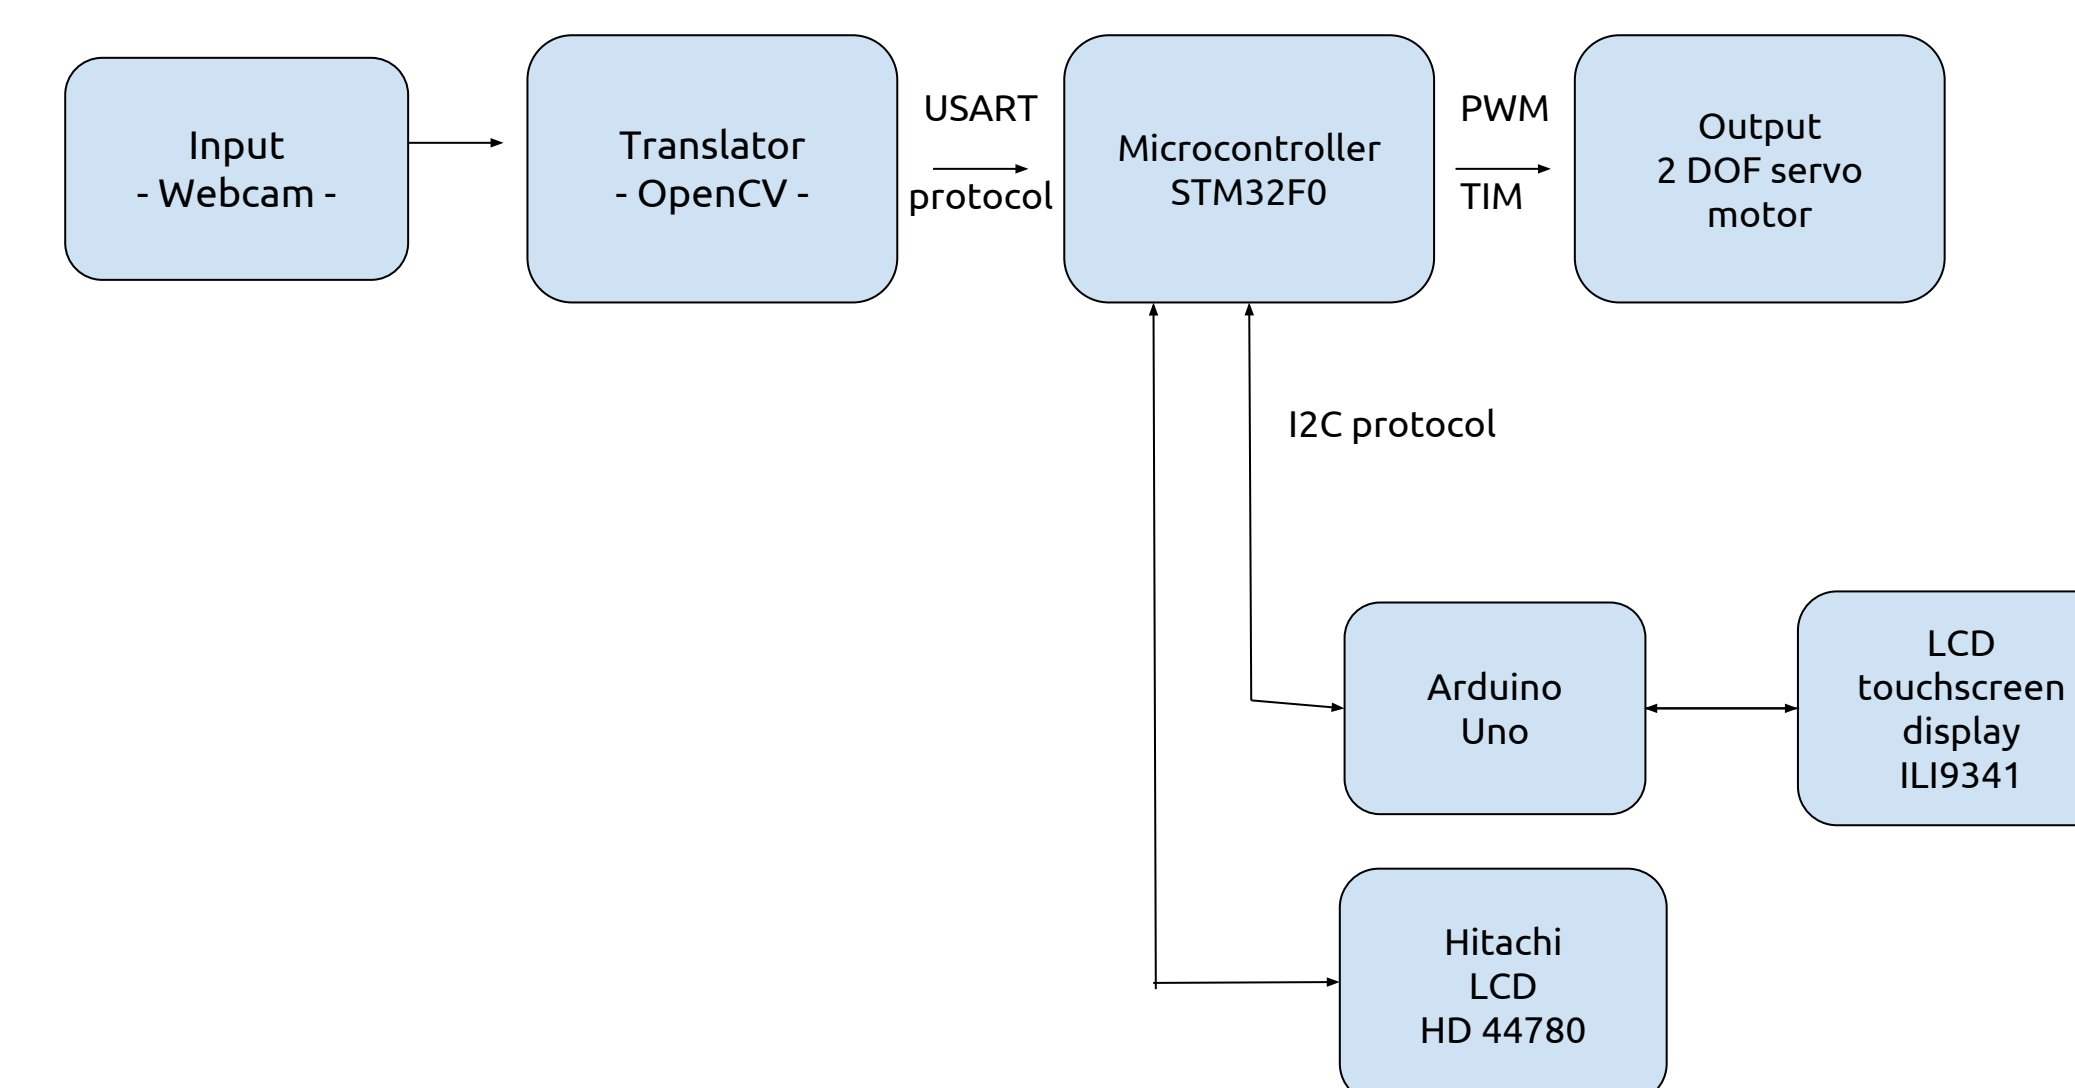 Input
- Webcam -
Translator
- OpenCV -
USART
protocol
Microcontroller
STM32F0
PWM
TIM
Output
2 DOF servo
motor
I2C protocol
Arduino
Uno
LCD
touchscreen
display
ILI9341
Hitachi
LCD
HD 44780